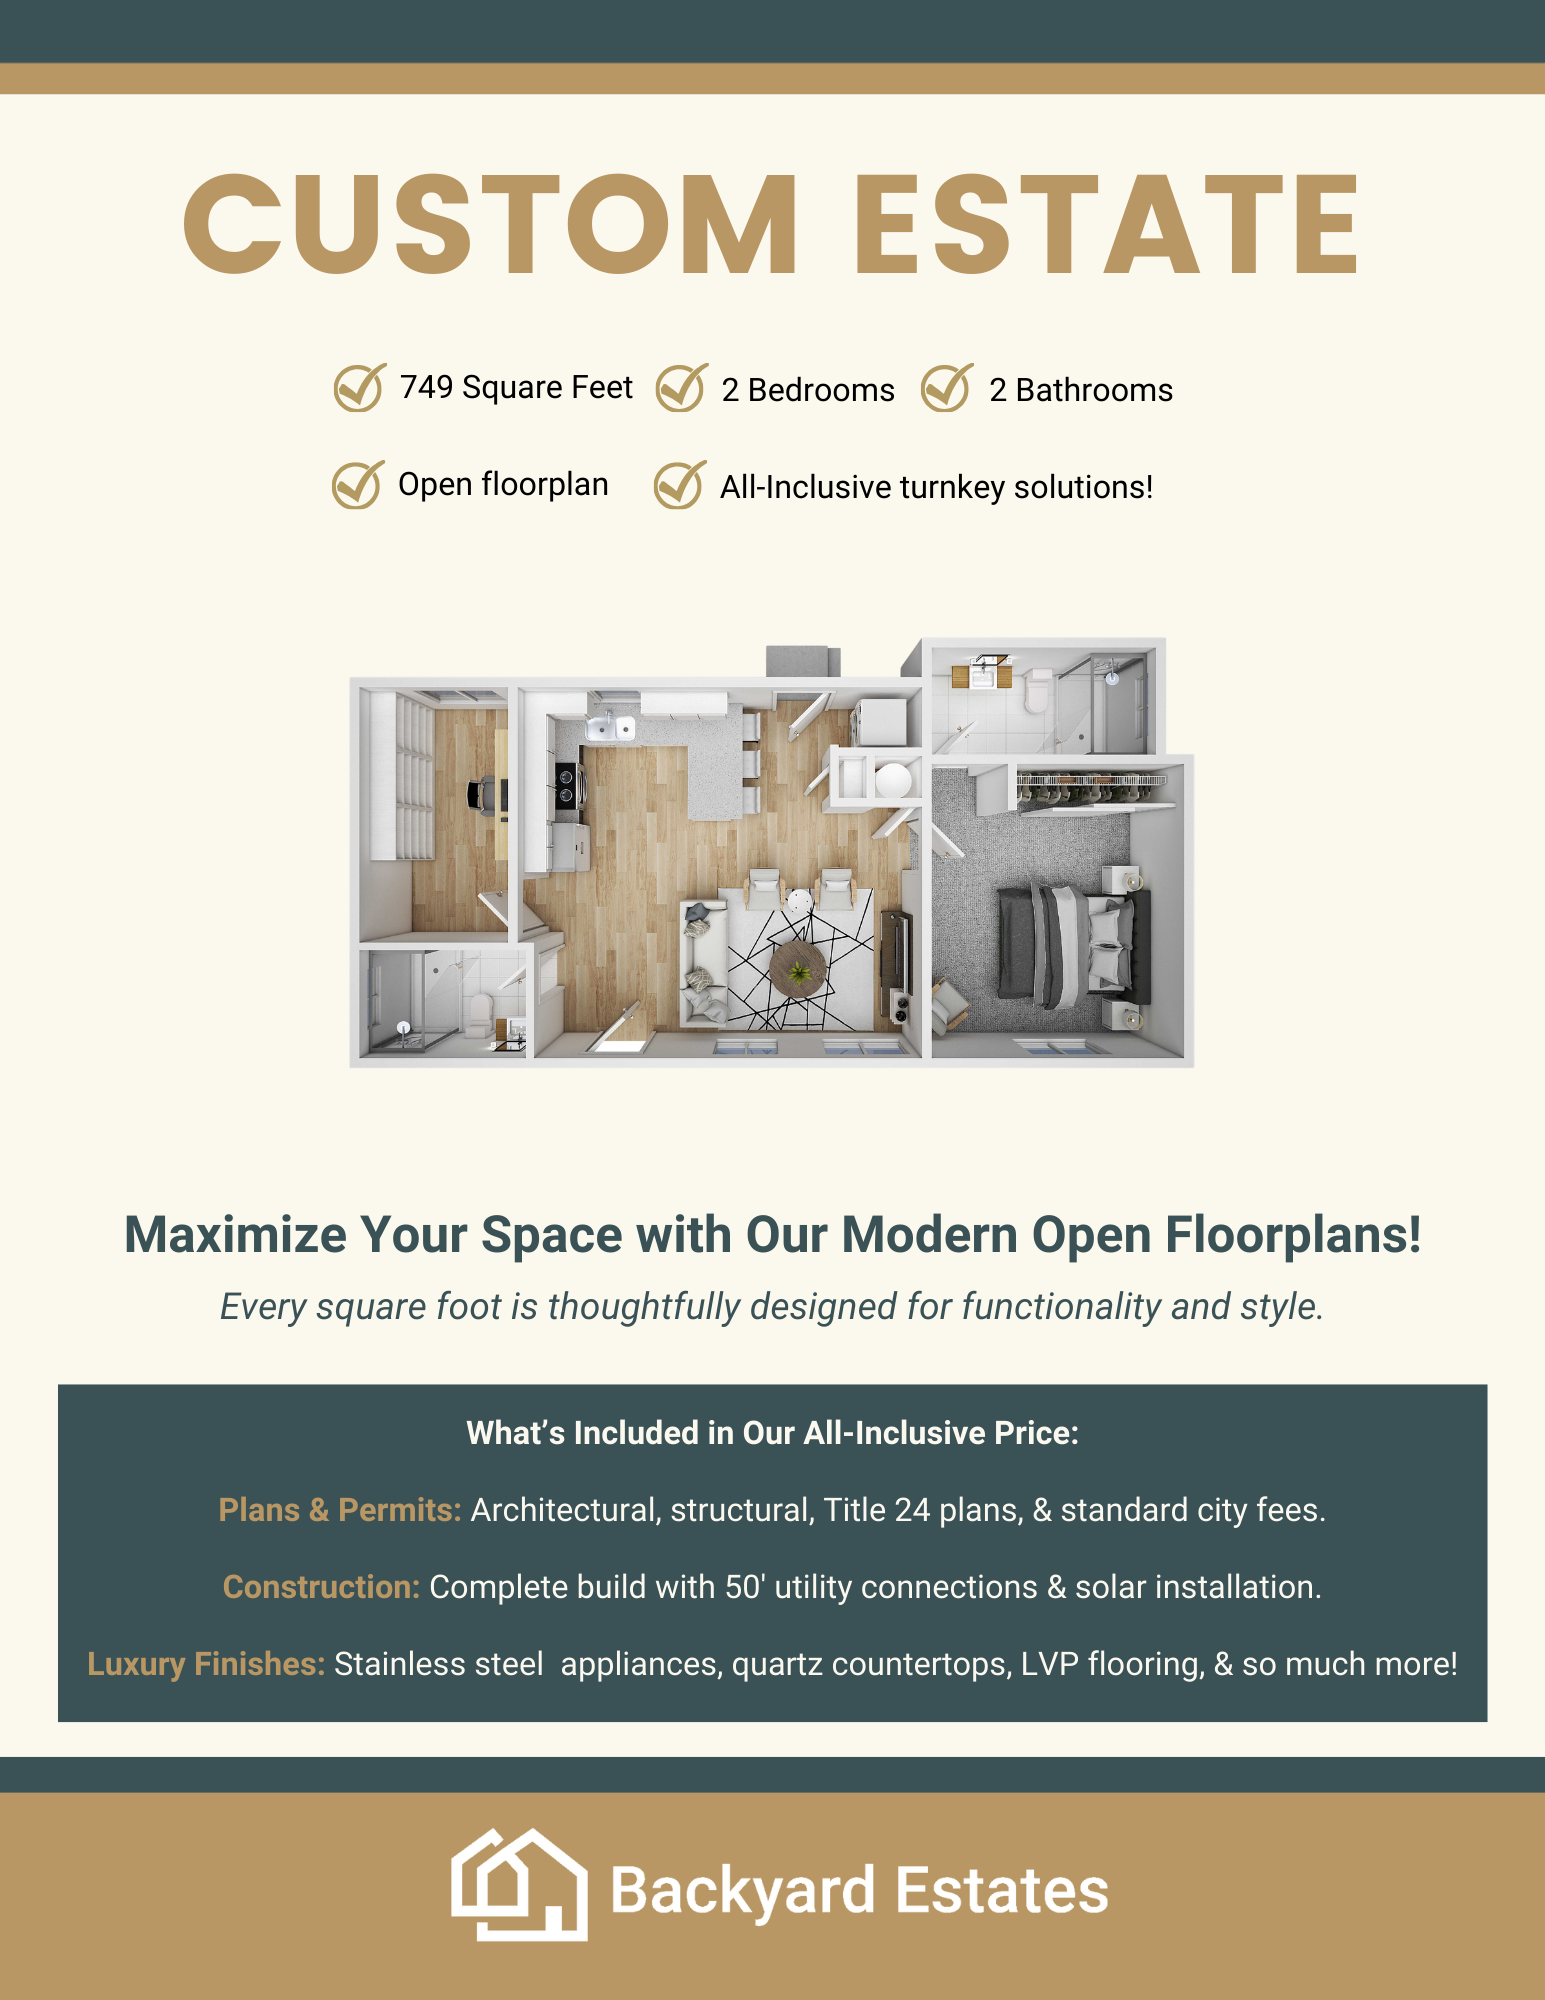 CUSTOM ESTATE
749 Square Feet
2 Bedrooms
2 Bathrooms
Open floorplan
All-Inclusive turnkey solutions!
Maximize Your Space with Our Modern Open Floorplans!
Every square foot is thoughtfully designed for functionality and style.
What’s Included in Our All-Inclusive Price:
Plans & Permits: Architectural, structural, Title 24 plans, & standard city fees.
Construction: Complete build with 50' utility connections & solar installation.
Luxury Finishes: Stainless steel  appliances, quartz countertops, LVP flooring, & so much more!
Backyard Estates